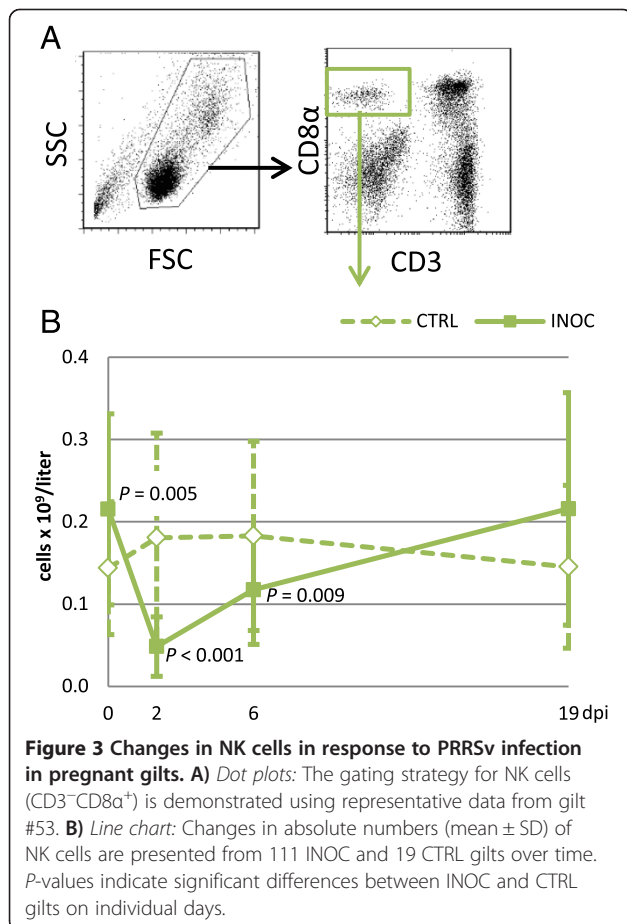 A
SSC
FSC
CD8α
CD3
B
CTRL INOC
0.4
0.3
0.2
0.1
0.0
cells x 10⁹/liter
P = 0.005
P < 0.001
P = 0.009
0 2 6 19 dpi
Figure 3 Changes in NK cells in response to PRRSv infection
in pregnant gilts. A) Dot plots: The gating strategy for NK cells
(CD3⁻CD8α⁺) is demonstrated using representative data from gilt
#53. B) Line chart: Changes in absolute numbers (mean ± SD) of
NK cells are presented from 111 INOC and 19 CTRL gilts over time.
P-values indicate significant differences between INOC and CTRL
gilts on individual days.